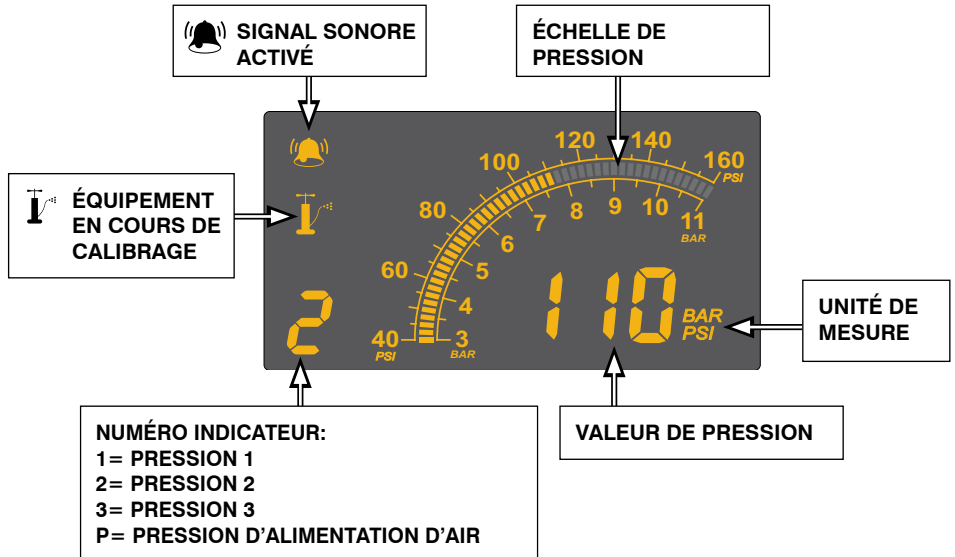 SIGNAL SONORE
ACTIVÉ
ÉCHELLE DE
PRESSION
ÉQUIPEMENT
EN COURS DE
CALIBRAGE
40
PSI
60
80
100
120
140
160
PSI
3
BAR
4
5
6
7
8
9
10
11
BAR
2
110
BAR
PSI
UNITÉ DE
MESURE
NUMÉRO INDICATEUR:
1= PRESSION 1
2= PRESSION 2
3= PRESSION 3
P= PRESSION D'ALIMENTATION D'AIR
VALEUR DE PRESSION